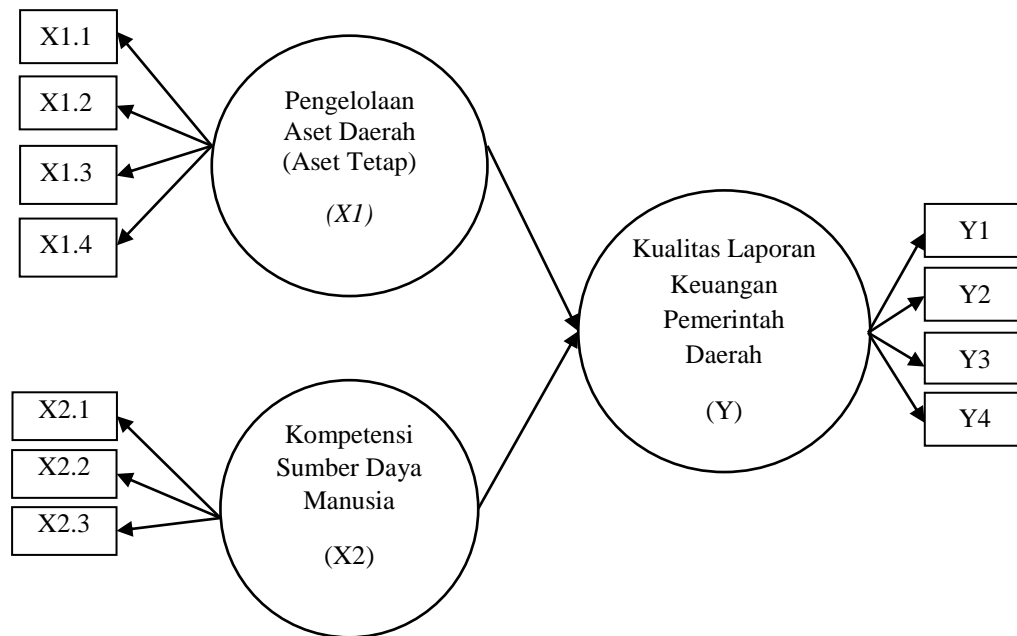 X1.1
X1.2
X1.3
X1.4
Pengelolaan
Aset Daerah
(Aset Tetap)
(X1)
X2.1
X2.2
X2.3
Kompetensi
Sumber Daya
Manusia
(X2)
Kualitas Laporan
Keuangan
Pemerintah
Daerah
(Y)
Y1
Y2
Y3
Y4